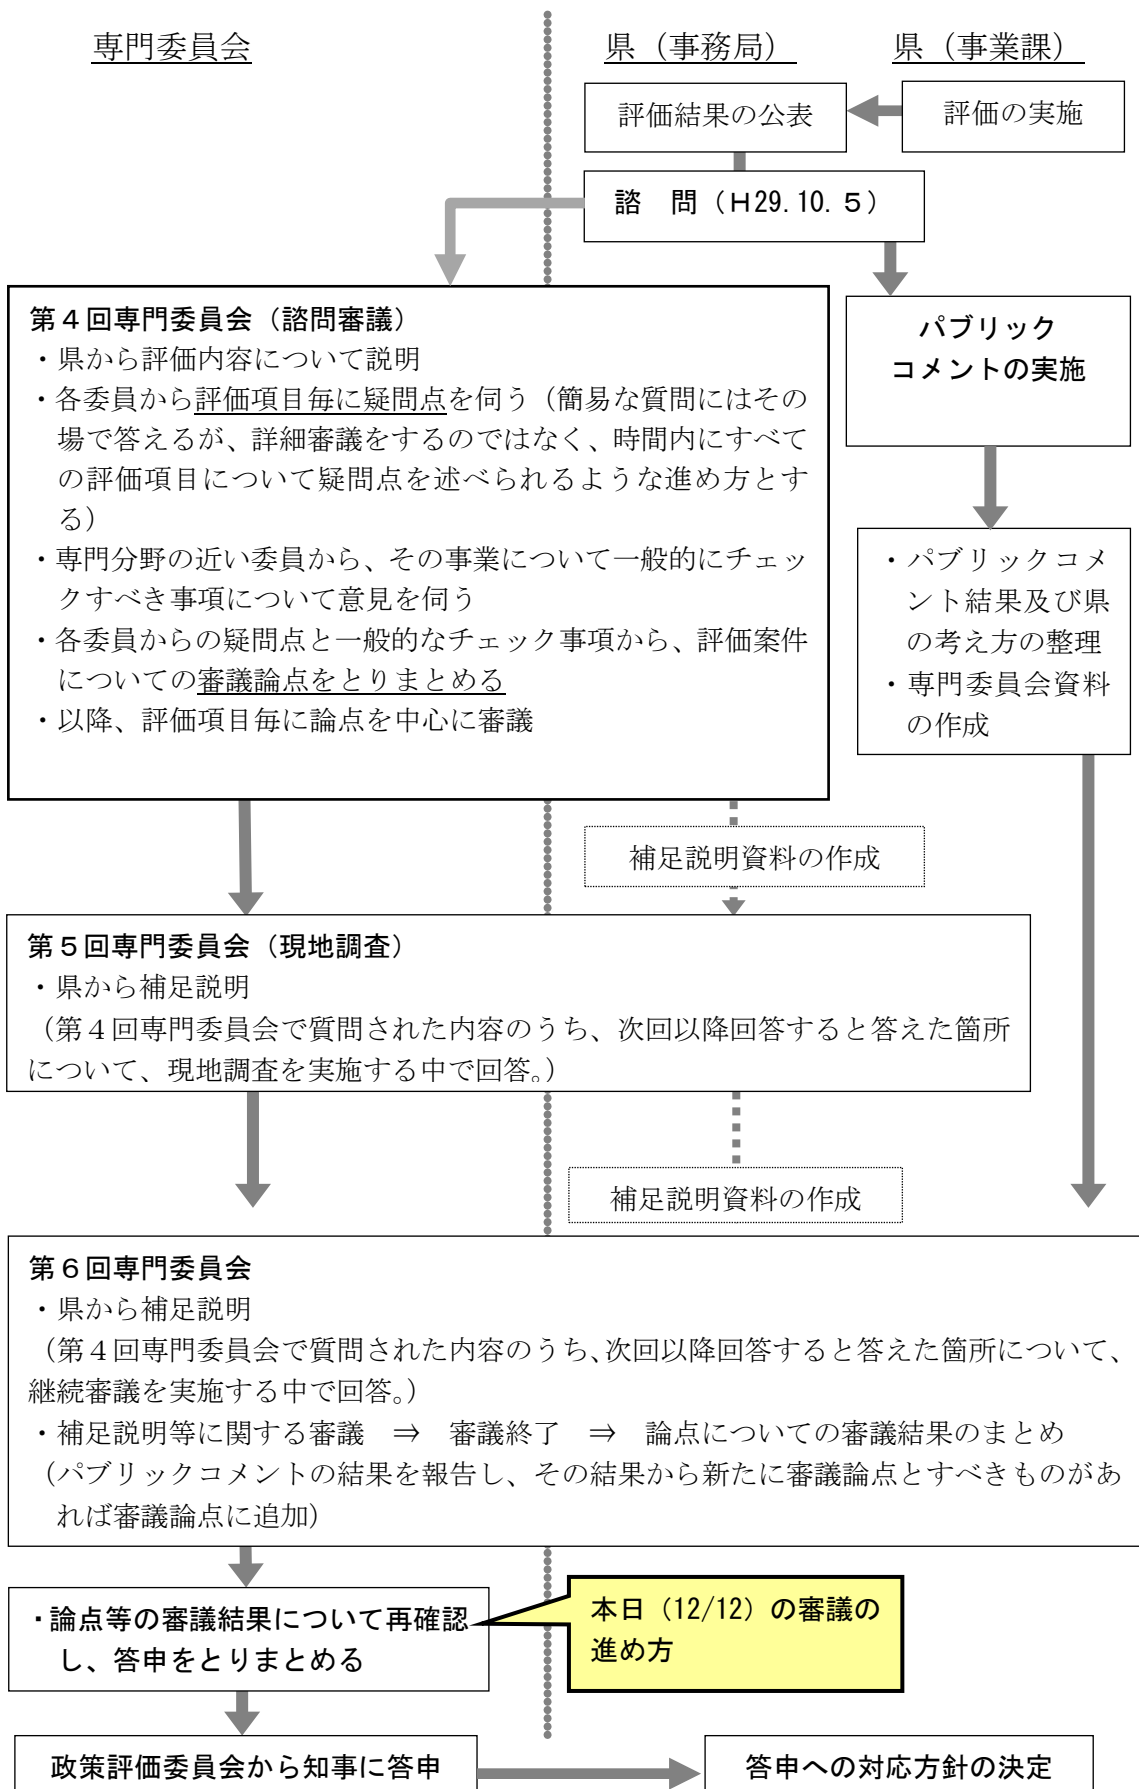 専門委員会
県（事務局）
県（事業課）
評価結果の公表
評価の実施
諮　問（Ｈ29.10.５）
第４回専門委員会（諮問審議）
・県から評価内容について説明
・各委員から評価項目毎に疑問点を伺う（簡易な質問にはその
場で答えるが、詳細審議をするのではなく、時間内にすべて
の評価項目について疑問点を述べられるような進め方とす
る）
・専門分野の近い委員から、その事業について一般的にチェッ
クすべき事項について意見を伺う
・各委員からの疑問点と一般的なチェック事項から、評価案件
についての審議論点をとりまとめる
・以降、評価項目毎に論点を中心に審議
パブリック
コメントの実施
・パブリックコメ
ント結果及び県
の考え方の整理
・専門委員会資料
の作成
補足説明資料の作成
第５回専門委員会（現地調査）
・県から補足説明
（第４回専門委員会で質問された内容のうち、次回以降回答すると答えた箇所
について、現地調査を実施する中で回答。）
補足説明資料の作成
第６回専門委員会
・県から補足説明
（第４回専門委員会で質問された内容のうち、次回以降回答すると答えた箇所について、
継続審議を実施する中で回答。）
・補足説明等に関する審議　⇒　審議終了　⇒　論点についての審議結果のまとめ
（パブリックコメントの結果を報告し、その結果から新たに審議論点とすべきものがあ
れば審議論点に追加）
・論点等の審議結果について再確認
し、答申をとりまとめる
本日（12/12）の審議の
進め方
政策評価委員会から知事に答申
答申への対応方針の決定